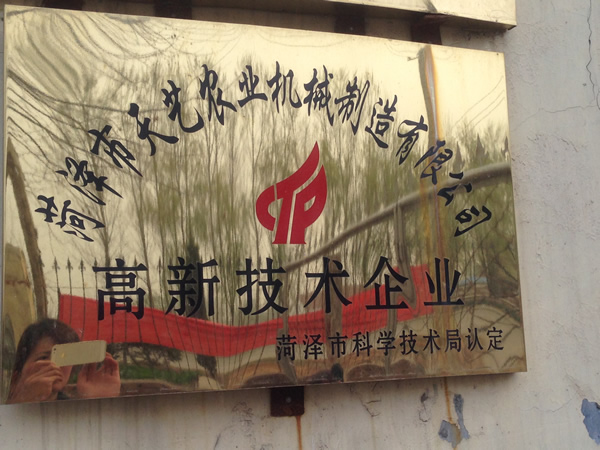 菏泽市天艺农业机械制造有限公司
高新技术企业
菏泽市科学技术局认定